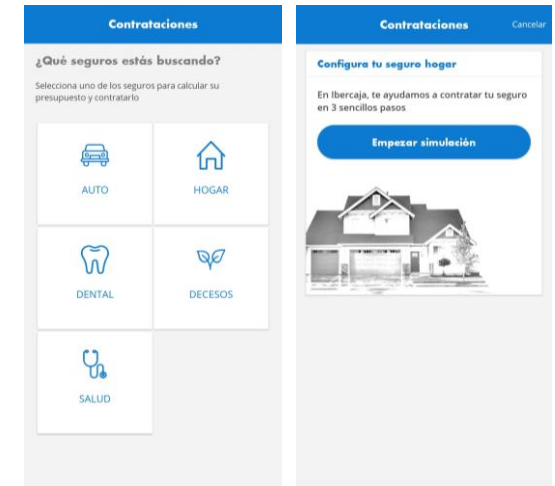 Contrataciones
¿Qué seguros estás buscando?
Selecciona uno de los seguros para calcular su
presupuesto y contratarlo
AUTO
HOGAR
DENTAL
DECESOS
SALUD
Contrataciones
Cancelar
Configura tu seguro hogar
En Ibercaja, te ayudamos a contratar tu seguro
en 3 sencillos pasos
Empezar simulación